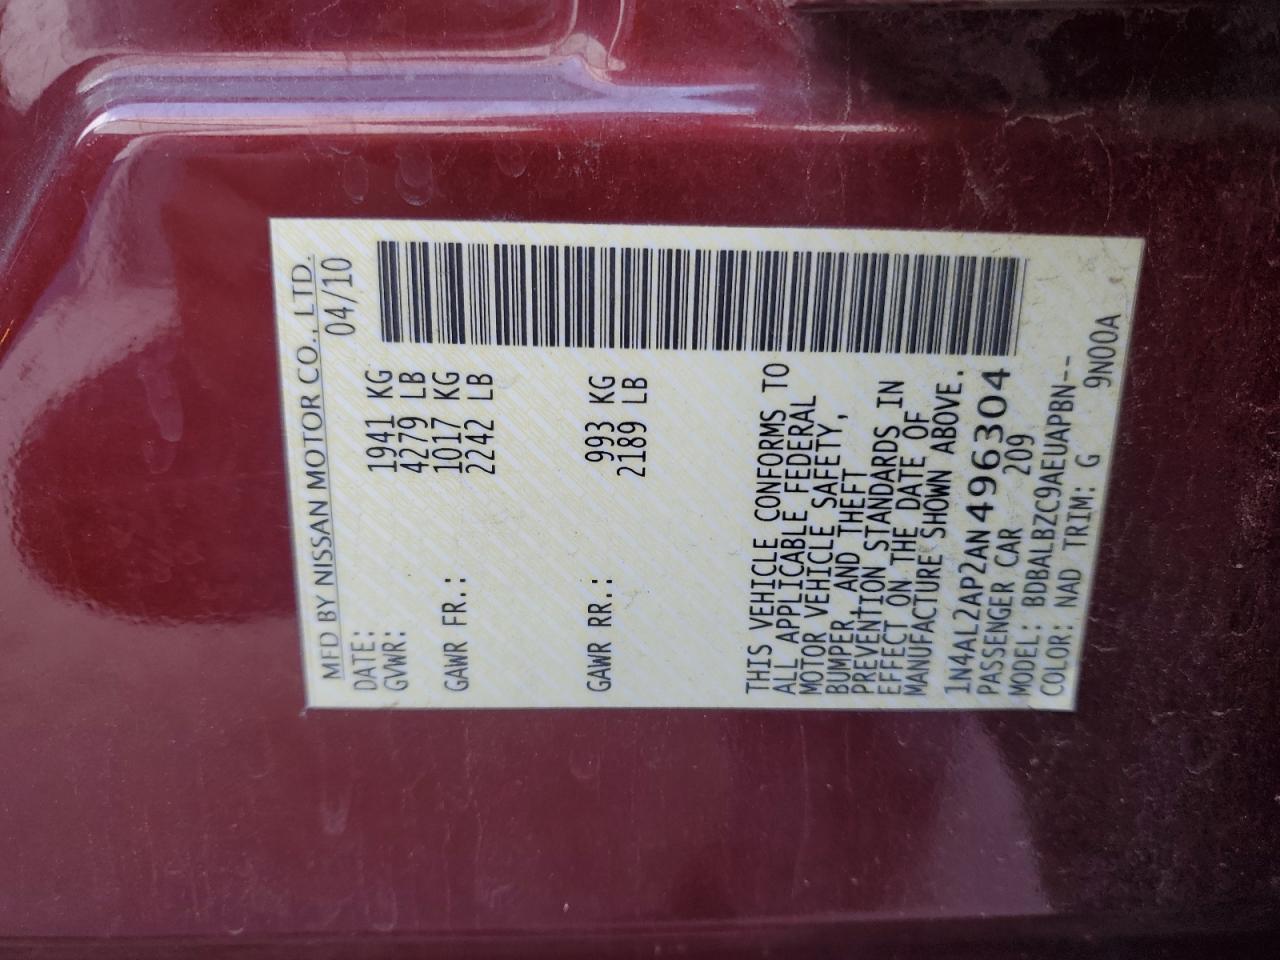 MFD BY NISSAN MOTOR CO., LTD.
DATE: 04/10
GVWR: 1941 KG
4279 LB
GAWR FR.: 1017 KG
2242 LB
GAWR RR.: 993 KG
2189 LB
THIS VEHICLE CONFORMS TO
ALL APPLICABLE FEDERAL
MOTOR VEHICLE SAFETY,
BUMPER, AND THEFT
PREVENTION STANDARDS IN
EFFECT ON THE DATE OF
MANUFACTURE SHOWN ABOVE.
1N4AL2AP2AN496304
PASSENGER CAR 209
MODEL: BDBALBZC9AEUAPBN---
COLOR: NAD TRIM: G 9N00A